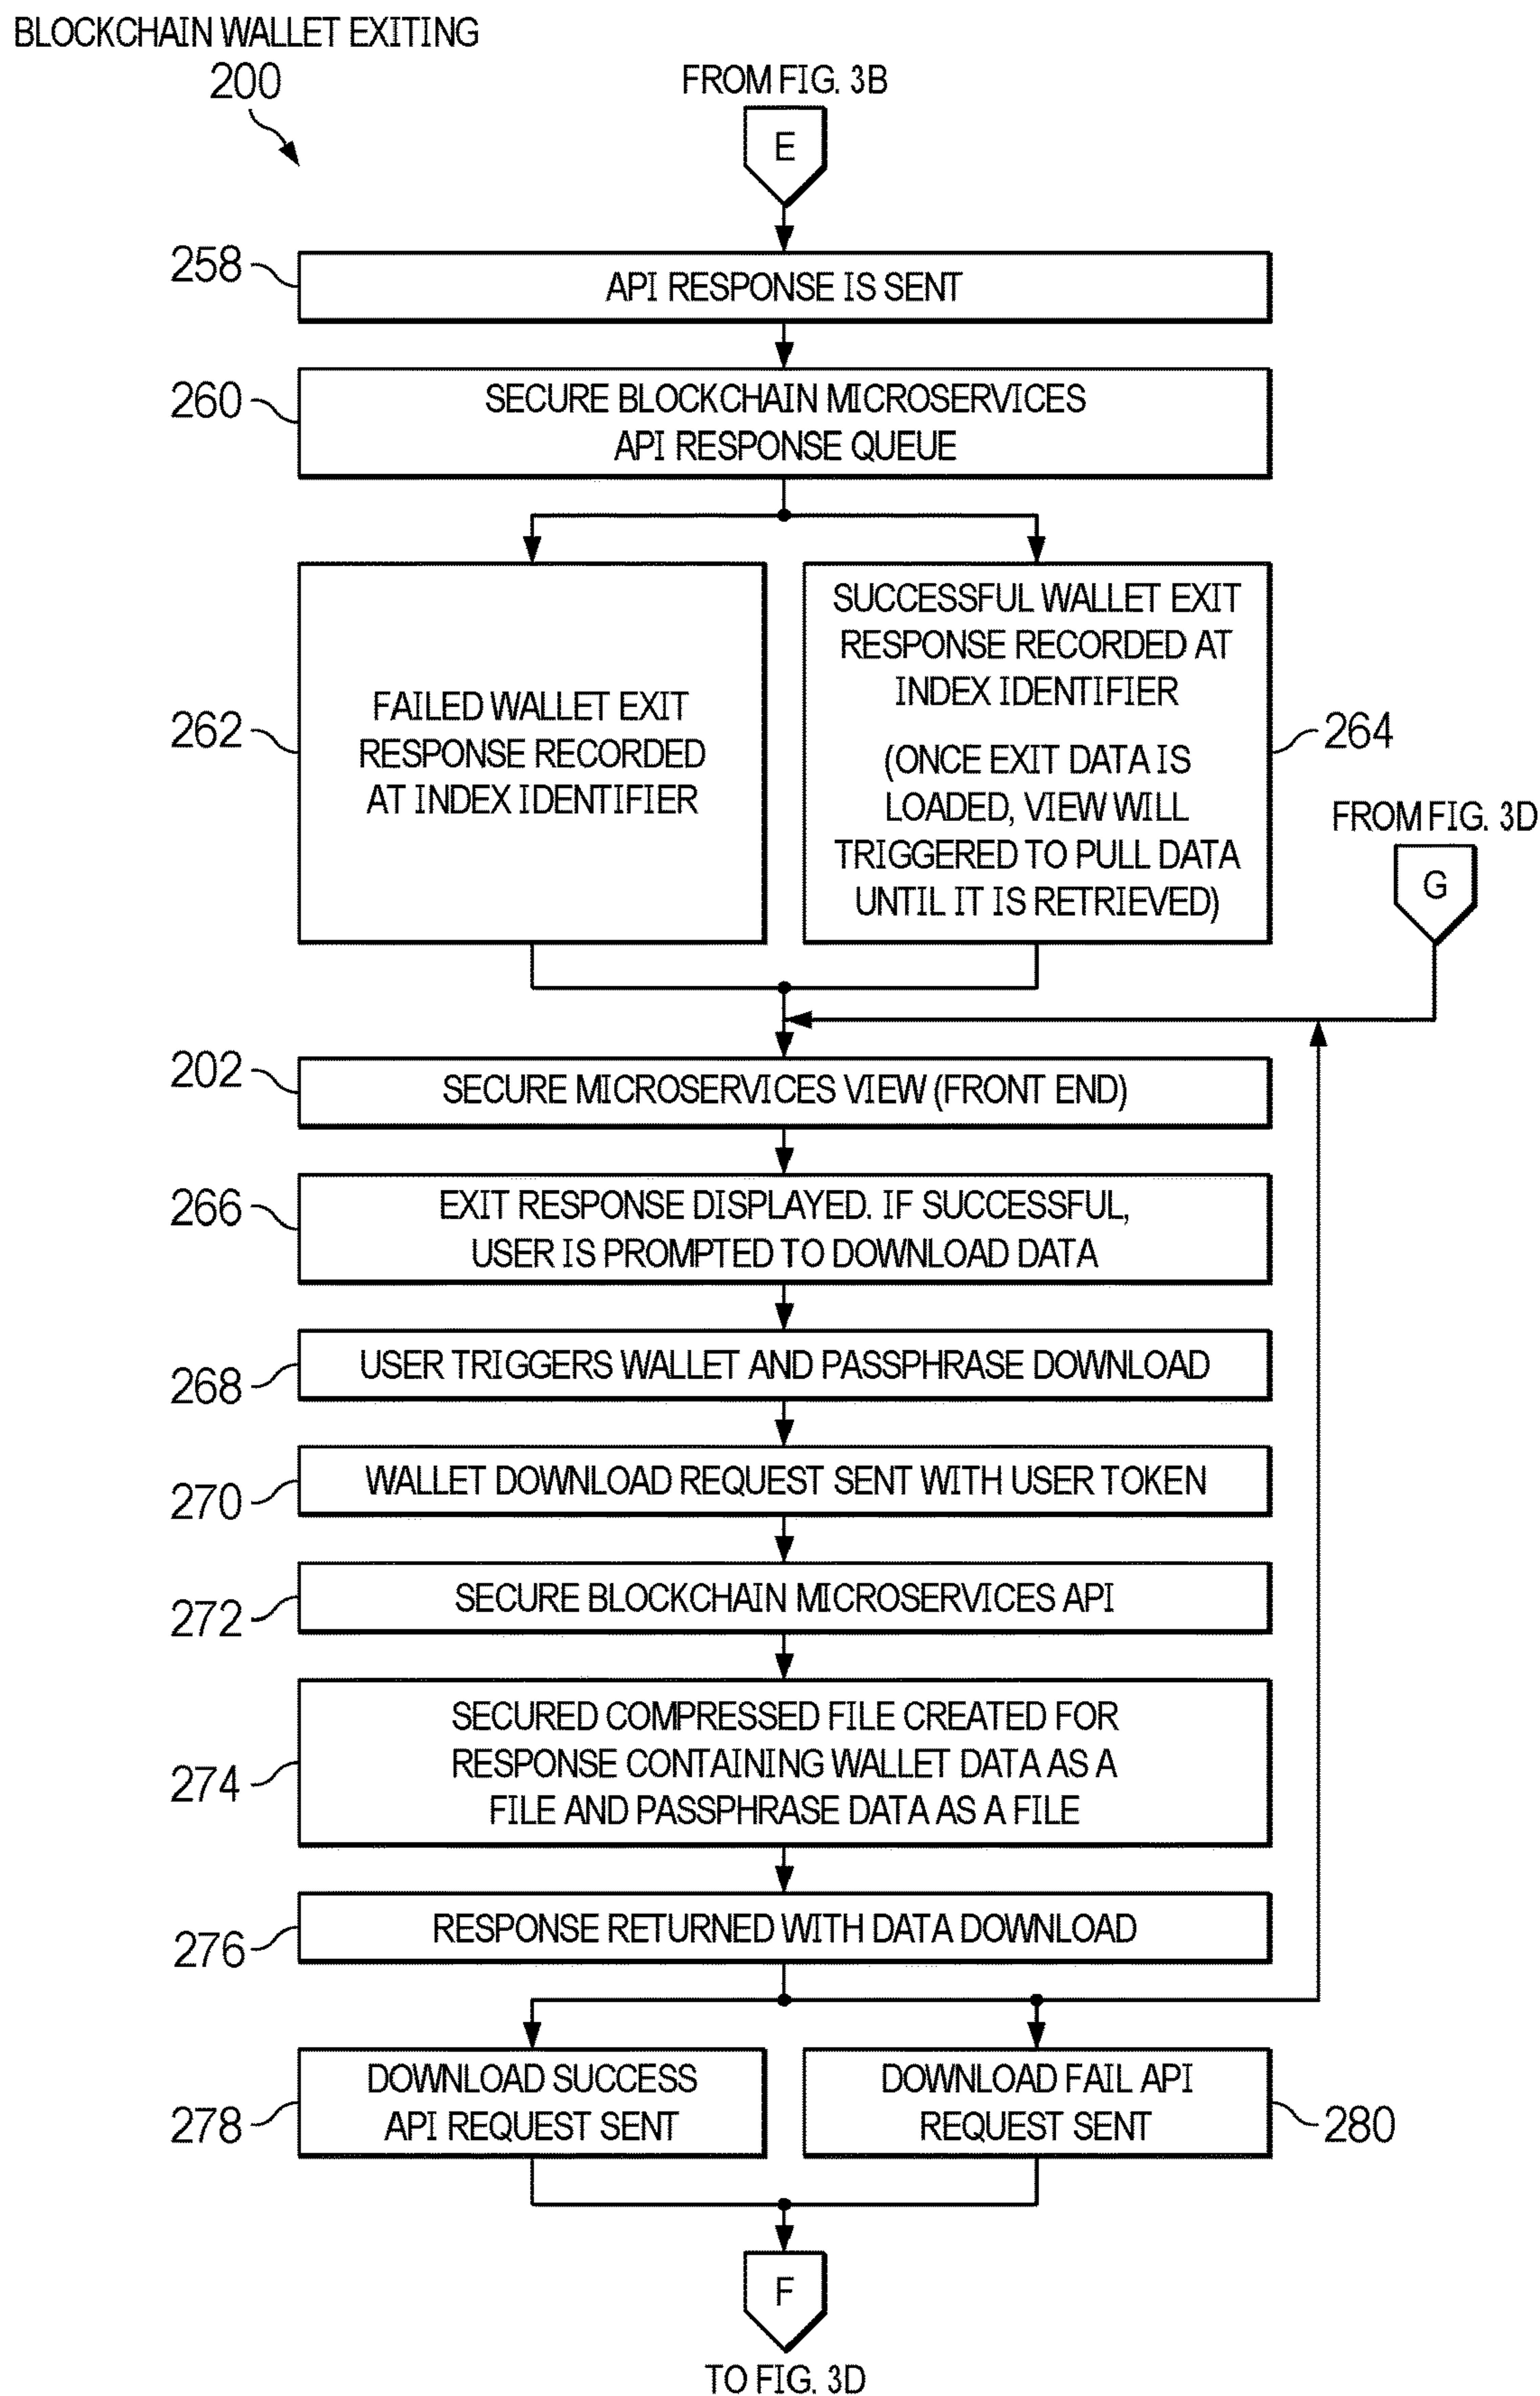 BLOCKCHAIN WALLET EXITING
200
FROM FIG. 3B
E
258
API RESPONSE IS SENT
260
SECURE BLOCKCHAIN MICROSERVICES
API RESPONSE QUEUE
262
FAILED WALLET EXIT
RESPONSE RECORDED
AT INDEX IDENTIFIER
SUCCESSFUL WALLET EXIT
RESPONSE RECORDED AT
INDEX IDENTIFIER
(ONCE EXIT DATA IS
LOADED, VIEW WILL
TRIGGERED TO PULL DATA
UNTIL IT IS RETRIEVED)
264
FROM FIG. 3D
G
202
SECURE MICROSERVICES VIEW (FRONT END)
266
EXIT RESPONSE DISPLAYED. IF SUCCESSFUL,
USER IS PROMPTED TO DOWNLOAD DATA
268
USER TRIGGERS WALLET AND PASSPHRASE DOWNLOAD
270
WALLET DOWNLOAD REQUEST SENT WITH USER TOKEN
272
SECURE BLOCKCHAIN MICROSERVICES API
274
SECURED COMPRESSED FILE CREATED FOR
RESPONSE CONTAINING WALLET DATA AS A
FILE AND PASSPHRASE DATA AS A FILE
276
RESPONSE RETURNED WITH DATA DOWNLOAD
278
DOWNLOAD SUCCESS
API REQUEST SENT
DOWNLOAD FAIL API
REQUEST SENT
280
F
TO FIG. 3D